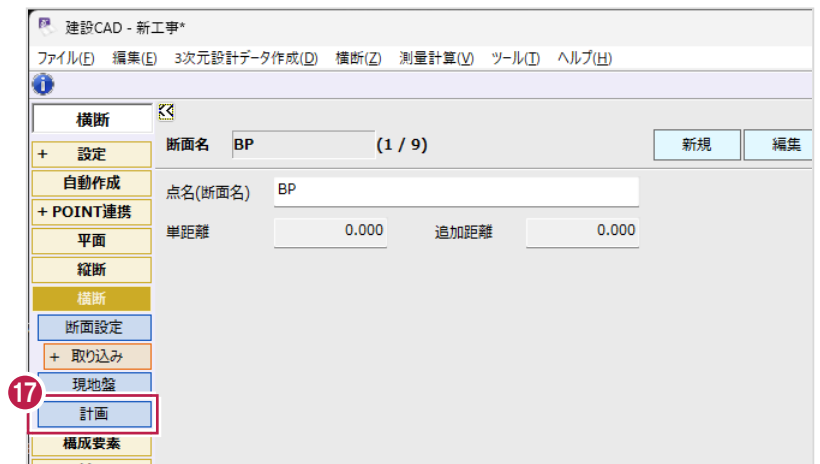 建設CAD - 新工事*
ファイル(F) 編集(E) 3次元設計データ作成(D) 横断(Z) 測量計算(V) ツール(T) ヘルプ(H)
横断
断面名 BP (1 / 9) 新規 編集
+ 設定
自動作成
点名(断面名) BP
+ POINT連携
単距離 0.000 追加距離 0.000
平面
縦断
横断
断面設定
+ 取り込み
現地盤
17
計画
構成要素